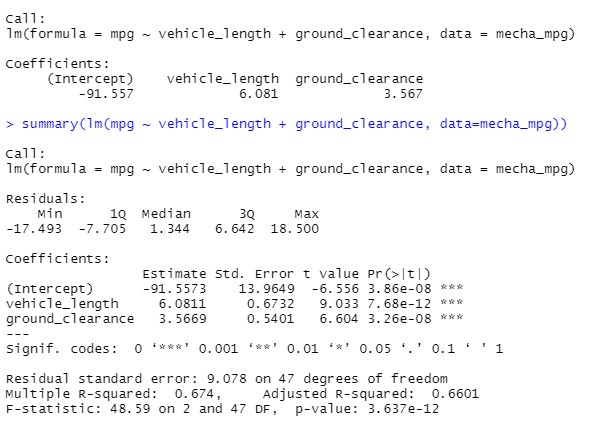 Call:
lm(formula = mpg ~ vehicle_length + ground_clearance, data = mecha_mpg)
Coefficients:
(Intercept) vehicle_length ground_clearance
-91.557 6.081 3.567
> summary(lm(mpg ~ vehicle_length + ground_clearance, data=mecha_mpg))
Call:
lm(formula = mpg ~ vehicle_length + ground_clearance, data = mecha_mpg)
Residuals:
Min 1Q Median 3Q Max
-17.493 -7.705 1.344 6.642 18.500
Coefficients:
Estimate Std. Error t value Pr(>|t|)
(Intercept) -91.5573 13.9649 -6.556 3.86e-08 ***
vehicle_length 6.0811 0.6732 9.033 7.68e-12 ***
ground_clearance 3.5669 0.5401 6.604 3.26e-08 ***
---
Signif. codes: 0 ‘***’ 0.001 ‘**’ 0.01 ‘*’ 0.05 ‘.’ 0.1 ‘ ’ 1
Residual standard error: 9.078 on 47 degrees of freedom
Multiple R-squared: 0.674, Adjusted R-squared: 0.6601
F-statistic: 48.59 on 2 and 47 DF, p-value: 3.637e-12